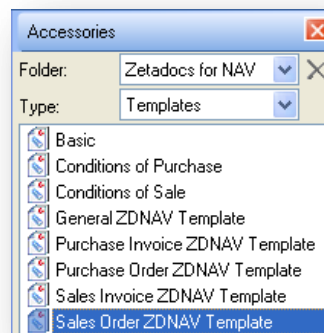 Accessories
Folder: Zetadocs for NAV
Type: Templates
Basic
Conditions of Purchase
Conditions of Sale
General ZDNAV Template
Purchase Invoice ZDNAV Template
Purchase Order ZDNAV Template
Sales Invoice ZDNAV Template
Sales Order ZDNAV Template